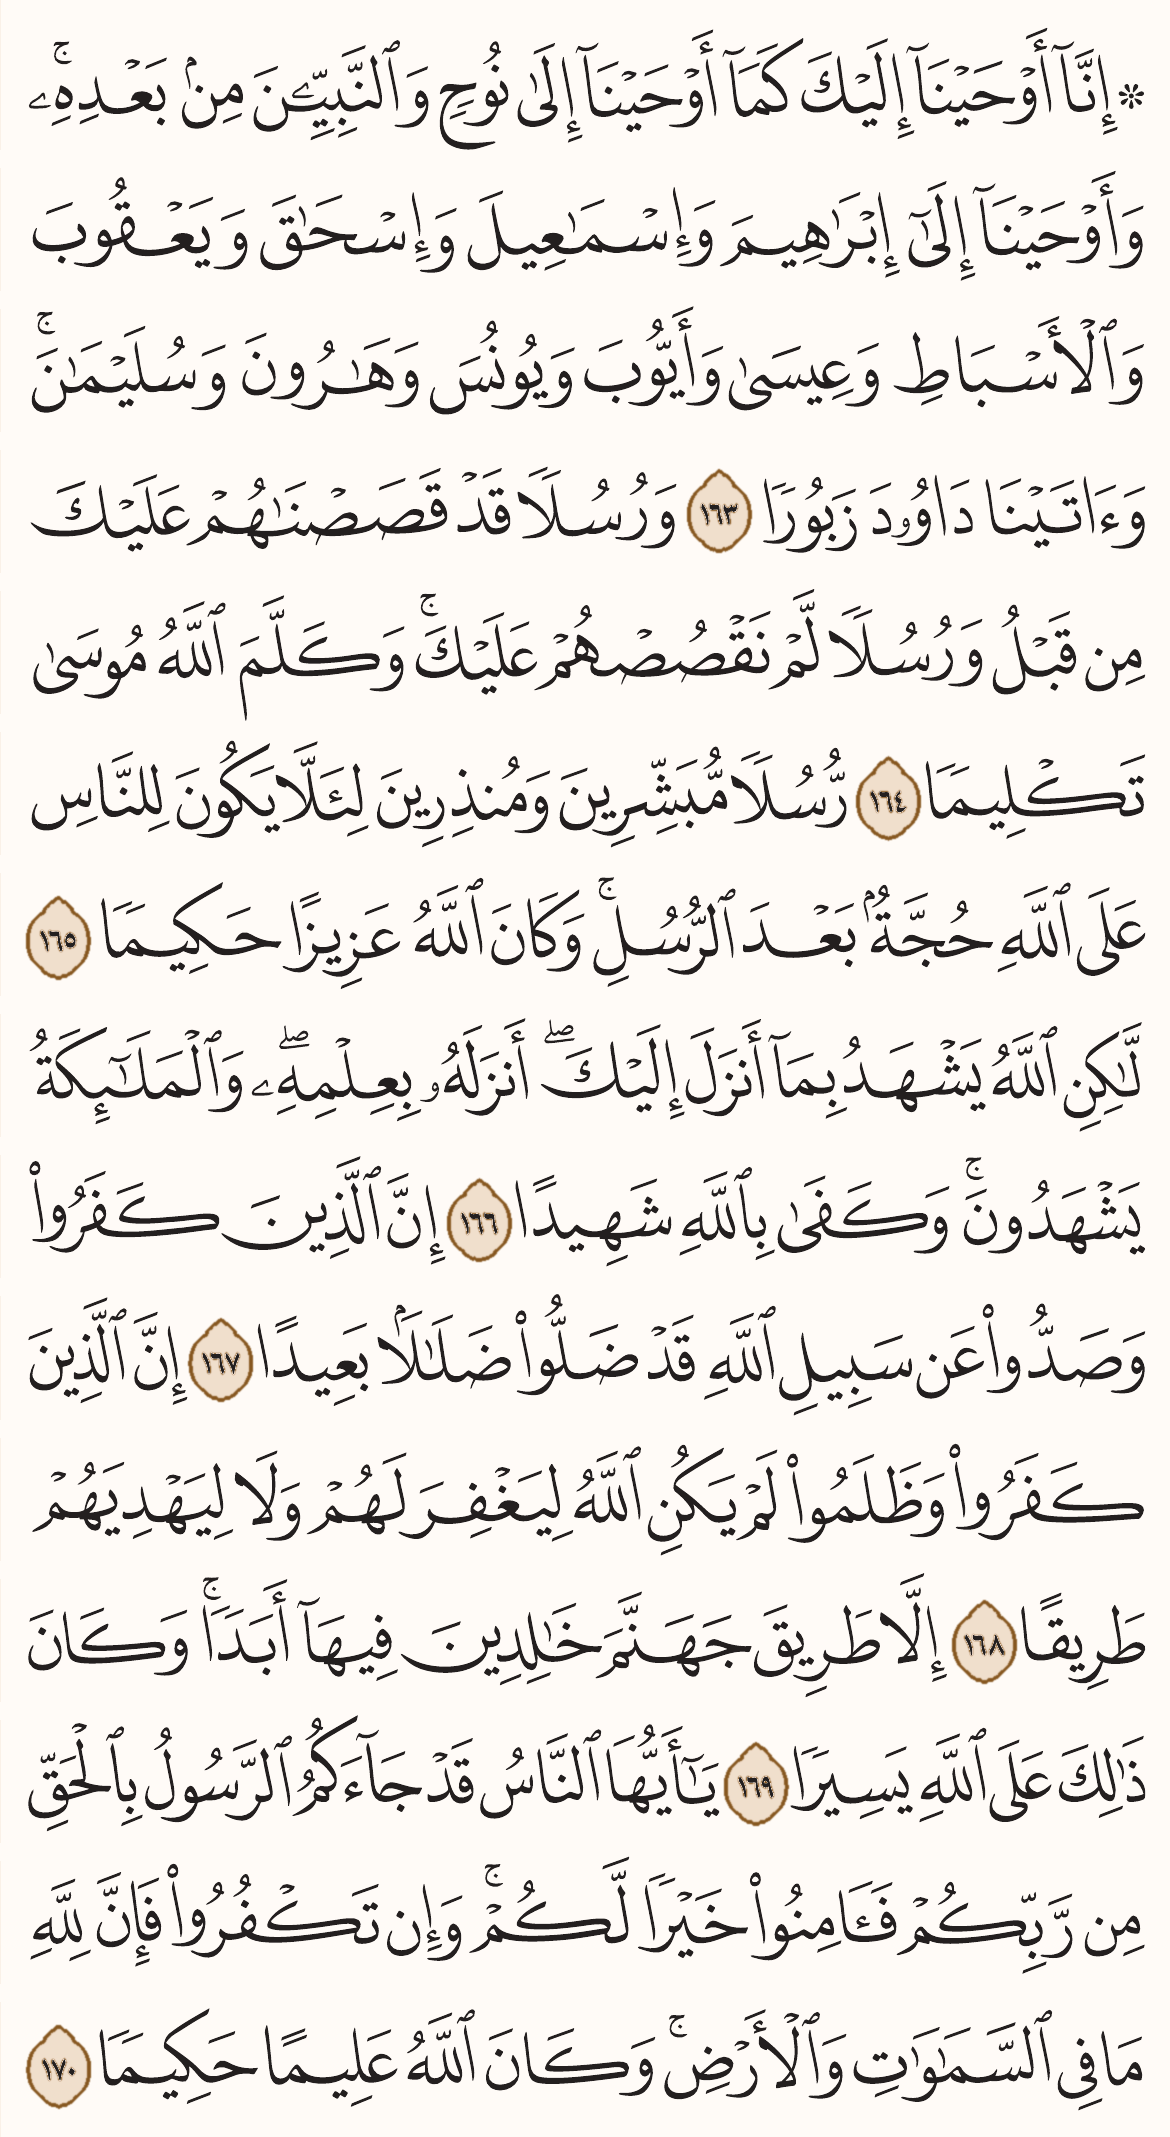 ۞ إِنَّآ أَوۡحَيۡنَآ إِلَيۡكَ كَمَآ أَوۡحَيۡنَآ إِلَىٰ نُوحٖ وَٱلنَّبِيِّـۧنَ مِنۢ بَعۡدِهِۦۚ
وَأَوۡحَيۡنَآ إِلَىٰٓ إِبۡرَٰهِيمَ وَإِسۡمَٰعِيلَ وَإِسۡحَٰقَ وَيَعۡقُوبَ
وَٱلۡأَسۡبَاطِ وَعِيسَىٰ وَأَيُّوبَ وَيُونُسَ وَهَٰرُونَ وَسُلَيۡمَٰنَۚ
وَءَاتَيۡنَا دَاوُۥدَ زَبُورٗا ١٦٣ وَرُسُلٗا قَدۡ قَصَصۡنَٰهُمۡ عَلَيۡكَ
مِن قَبۡلُ وَرُسُلٗا لَّمۡ نَقۡصُصۡهُمۡ عَلَيۡكَۚ وَكَلَّمَ ٱللَّهُ مُوسَىٰ
تَكۡلِيمٗا ١٦٤ رُّسُلٗا مُّبَشِّرِينَ وَمُنذِرِينَ لِئَلَّا يَكُونَ لِلنَّاسِ
عَلَى ٱللَّهِ حُجَّةُۢ بَعۡدَ ٱلرُّسُلِۚ وَكَانَ ٱللَّهُ عَزِيزًا حَكِيمٗا ١٦٥
لَّٰكِنِ ٱللَّهُ يَشۡهَدُ بِمَآ أَنزَلَ إِلَيۡكَۖ أَنزَلَهُۥ بِعِلۡمِهِۦۖ وَٱلۡمَلَٰٓئِكَةُ
يَشۡهَدُونَۚ وَكَفَىٰ بِٱللَّهِ شَهِيدًا ١٦٦ إِنَّ ٱلَّذِينَ كَفَرُواْ
وَصَدُّواْ عَن سَبِيلِ ٱللَّهِ قَدۡ ضَلُّواْ ضَلَٰلَۢا بَعِيدًا ١٦٧ إِنَّ ٱلَّذِينَ
كَفَرُواْ وَظَلَمُواْ لَمۡ يَكُنِ ٱللَّهُ لِيَغۡفِرَ لَهُمۡ وَلَا لِيَهۡدِيَهُمۡ
طَرِيقًا ١٦٨ إِلَّا طَرِيقَ جَهَنَّمَ خَٰلِدِينَ فِيهَآ أَبَدٗاۚ وَكَانَ
ذَٰلِكَ عَلَى ٱللَّهِ يَسِيرٗا ١٦٩ يَٰٓأَيُّهَا ٱلنَّاسُ قَدۡ جَآءَكُمُ ٱلرَّسُولُ بِٱلۡحَقِّ
مِن رَّبِّكُمۡ فَـَٔامِنُواْ خَيۡرٗا لَّكُمۡۚ وَإِن تَكۡفُرُواْ فَإِنَّ لِلَّهِ
مَا فِي ٱلسَّمَٰوَٰتِ وَٱلۡأَرۡضِۚ وَكَانَ ٱللَّهُ عَلِيمًا حَكِيمٗا ١٧٠